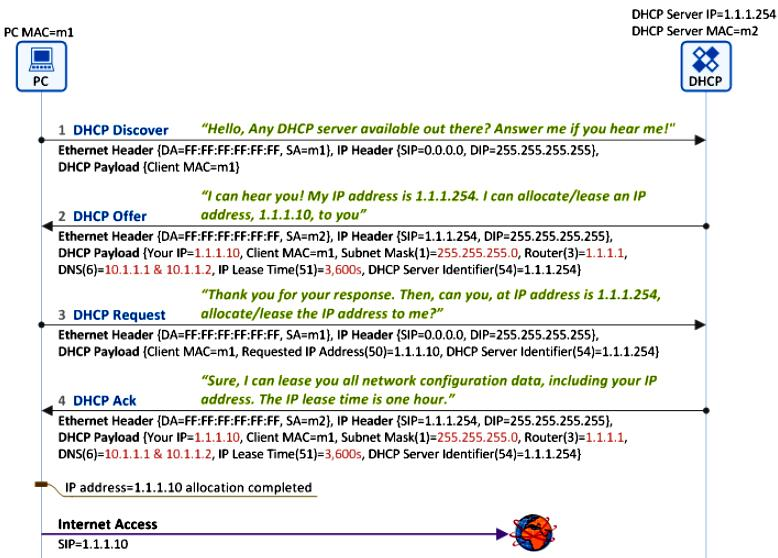 DHCP Server IP=1.1.1.254
PC MAC=m1
DHCP Server MAC=m2
PC
DHCP
1 DHCP Discover
“Hello, Any DHCP server available out there? Answer me if you hear me!"
Ethernet Header {DA=FF:FF:FF:FF:FF:FF, SA=m1}, IP Header {SIP=0.0.0.0, DIP=255.255.255.255},
DHCP Payload {Client MAC=m1}
“I can hear you! My IP address is 1.1.1.254. I can allocate/lease an IP
address, 1.1.1.10, to you”
2 DHCP Offer
Ethernet Header {DA=FF:FF:FF:FF:FF:FF, SA=m2}, IP Header {SIP=1.1.1.254, DIP=255.255.255.255},
DHCP Payload {Your IP=1.1.1.10, Client MAC=m1, Subnet Mask(1)=255.255.255.0, Router(3)=1.1.1.1,
DNS(6)=10.1.1.1 & 10.1.1.2, IP Lease Time(51)=3,600s, DHCP Server Identifier(54)=1.1.1.254}
“Thank you for your response. Then, can you, at IP address is 1.1.1.254,
allocate/lease the IP address to me?”
3 DHCP Request
Ethernet Header {DA=FF:FF:FF:FF:FF:FF, SA=m1}, IP Header {SIP=0.0.0.0, DIP=255.255.255.255},
DHCP Payload {Client MAC=m1, Requested IP Address(50)=1.1.1.10, DHCP Server Identifier(54)=1.1.1.254}
“Sure, I can lease you all network configuration data, including your IP
address. The IP lease time is one hour.”
4 DHCP Ack
Ethernet Header {DA=FF:FF:FF:FF:FF:FF, SA=m2}, IP Header {SIP=1.1.1.254, DIP=255.255.255.255},
DHCP Payload {Your IP=1.1.1.10, Client MAC=m1, Subnet Mask(1)=255.255.255.0, Router(3)=1.1.1.1,
DNS(6)=10.1.1.1 & 10.1.1.2, IP Lease Time(51)=3,600s, DHCP Server Identifier(54)=1.1.1.254}
IP address=1.1.1.10 allocation completed
Internet Access
SIP=1.1.1.10